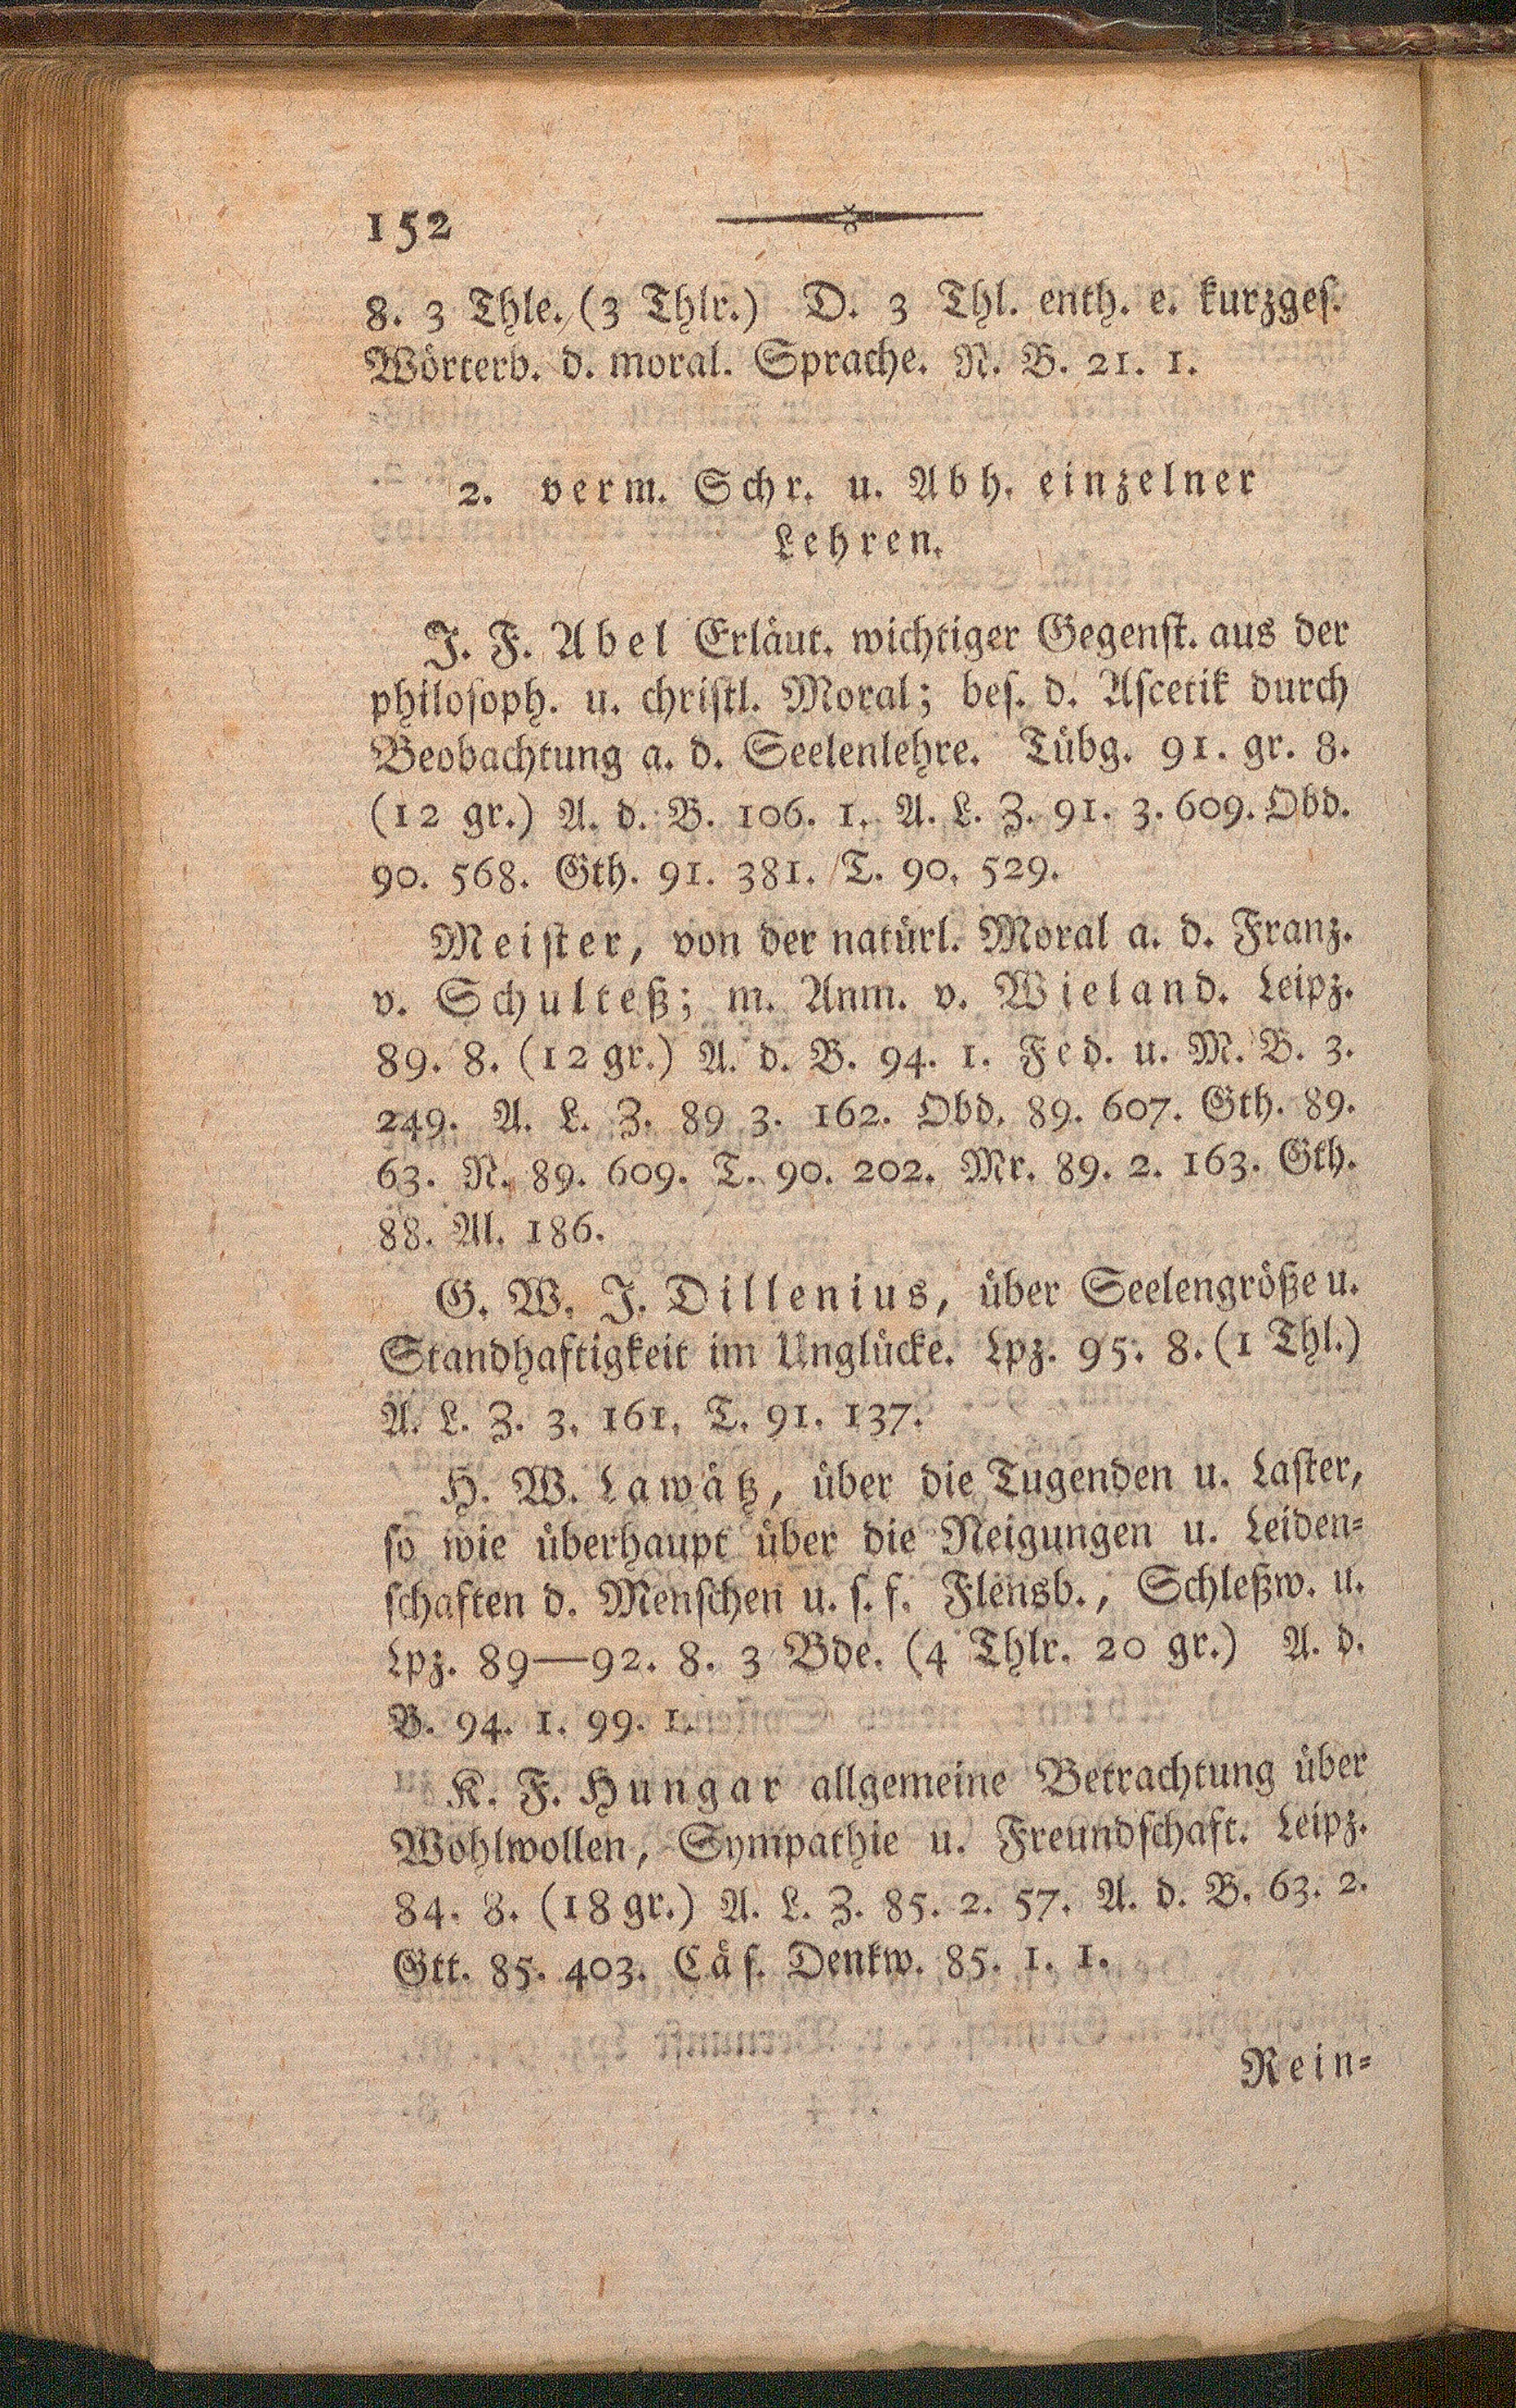 152
8. 3 Thle. (3 Thlr.) D. 3 Thl. enth. e. kurzgeſ.
Wörterb. d. moral. Sprache. N. B. 21. 1.
2. verm. Schr. u. Abh. einzelner
Lehren.
J. F. Abel Erläut. wichtiger Gegenſt. aus der
philoſoph. u. chriſtl. Moral; beſ. d. Aſcetik durch
Beobachtung a. d. Seelenlehre. Tübg. 91. gr. 8.
(12 gr.) A. d. B. 106. 1. A. L. Z. 91. 3. 609. Obd.
90. 568. Gth. 91. 381. T. 90. 529.
Meiſter, von der natürl. Moral a. d. Franz.
v. Schulteß; m. Anm. v. Wieland. Leipz.
89. 8. (12 gr.) A. d. B. 94. 1. Fed. u. M. B. 3.
249. A. L. Z. 89 3. 162. Obd. 89. 607. Gth. 89.
63. N. 89. 609. T. 90. 202. Mr. 89. 2. 163. Gth.
88. Al. 186.
G. W. J. Dillenius, über Seelengröße u.
Standhaftigkeit im Unglücke. Lpz. 95. 8. (1 Thl.)
A. L. Z. 3. 161. T. 91. 137.
H. W. Lawätz, über die Tugenden u. Laſter,
ſo wie überhaupt über die Neigungen u. Leiden=
ſchaften d. Menſchen u. ſ. f. Flensb., Schleßw. u.
Lpz. 89—92. 8. 3 Bde. (4 Thlr. 20 gr.) A. d.
B. 94. 1. 99. 1.
K. F. Hungar allgemeine Betrachtung über
Wohlwollen, Sympathie u. Freundſchaft. Leipz.
84. 8. (18 gr.) A. L. Z. 85. 2. 57. A. d. B. 63. 2.
Gtt. 85. 403. Cäſ. Denkw. 85. 1. 1.
Rein=